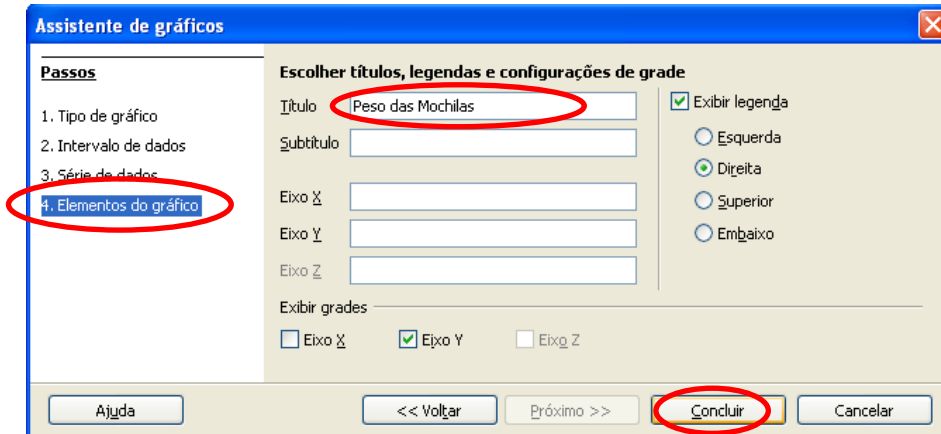 Assistente de gráficos
Passos
1. Tipo de gráfico
2. Intervalo de dados
3. Série de dados
4. Elementos do gráfico
Escolher títulos, legendas e configurações de grade
Título Peso das Mochilas
Subtítulo
Eixo X
Eixo Y
Eixo Z
Exibir legenda
Esquerda
Direita
Superior
Embaixo
Exibir grades
Eixo X Eixo Y Eixo Z
Ajuda << Voltar Próximo >> Concluir Cancelar